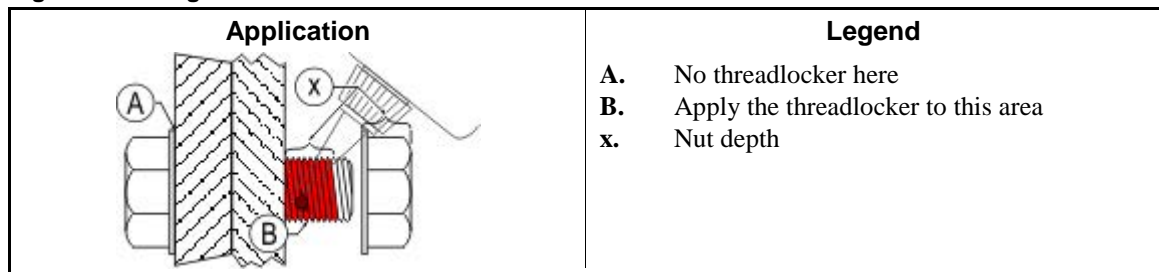 Application
Legend
A
X
B
A. No threadlocker here
B. Apply the threadlocker to this area
x. Nut depth